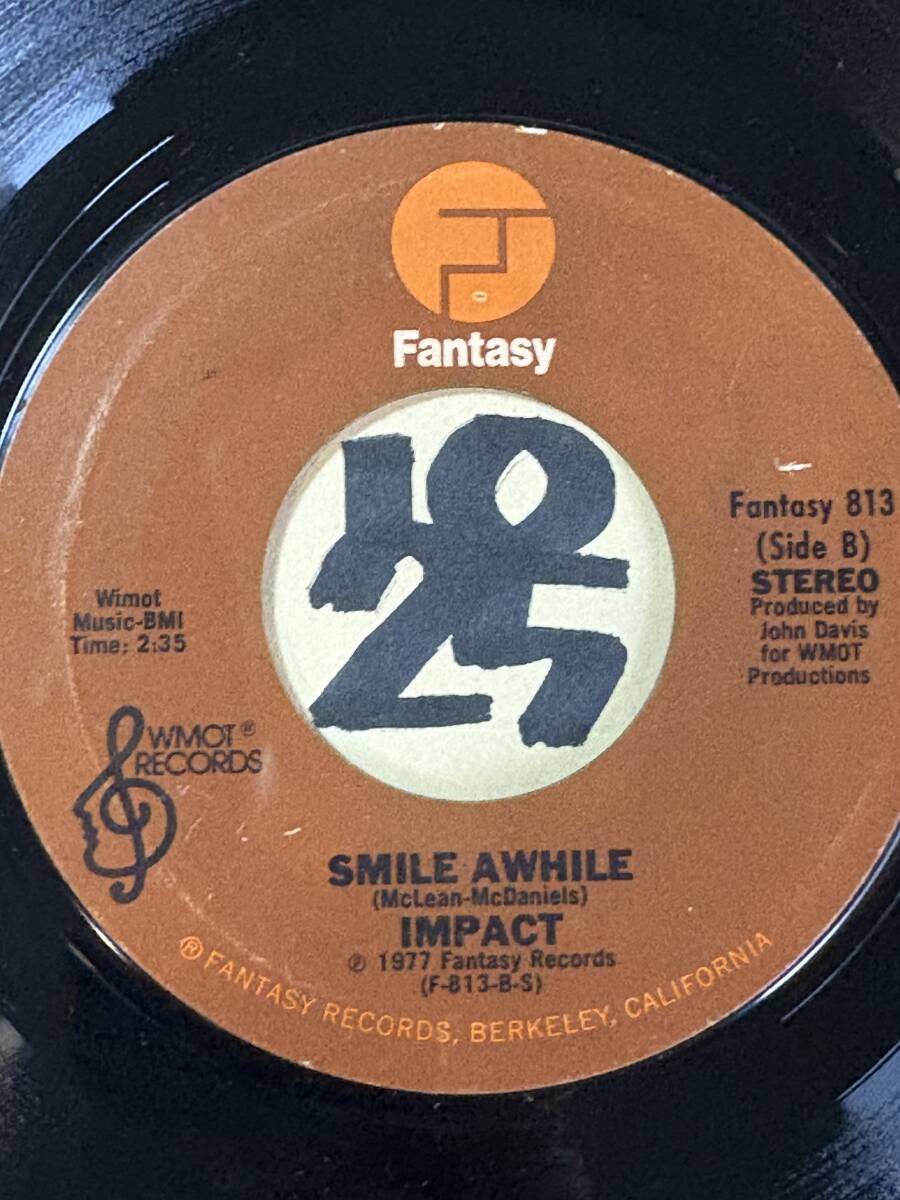 Fantasy
10
25
Fantasy 813
(Side B)
STEREO
Produced by
John Davis
for WMOT
Productions
Wimot
Music-BMI
Time: 2:35
WMOT®
RECORDS
SMILE AWHILE
(McLean-McDaniels)
IMPACT
℗ 1977 Fantasy Records
(F-813-B-S)
® FANTASY RECORDS, BERKELEY, CALIFORNIA